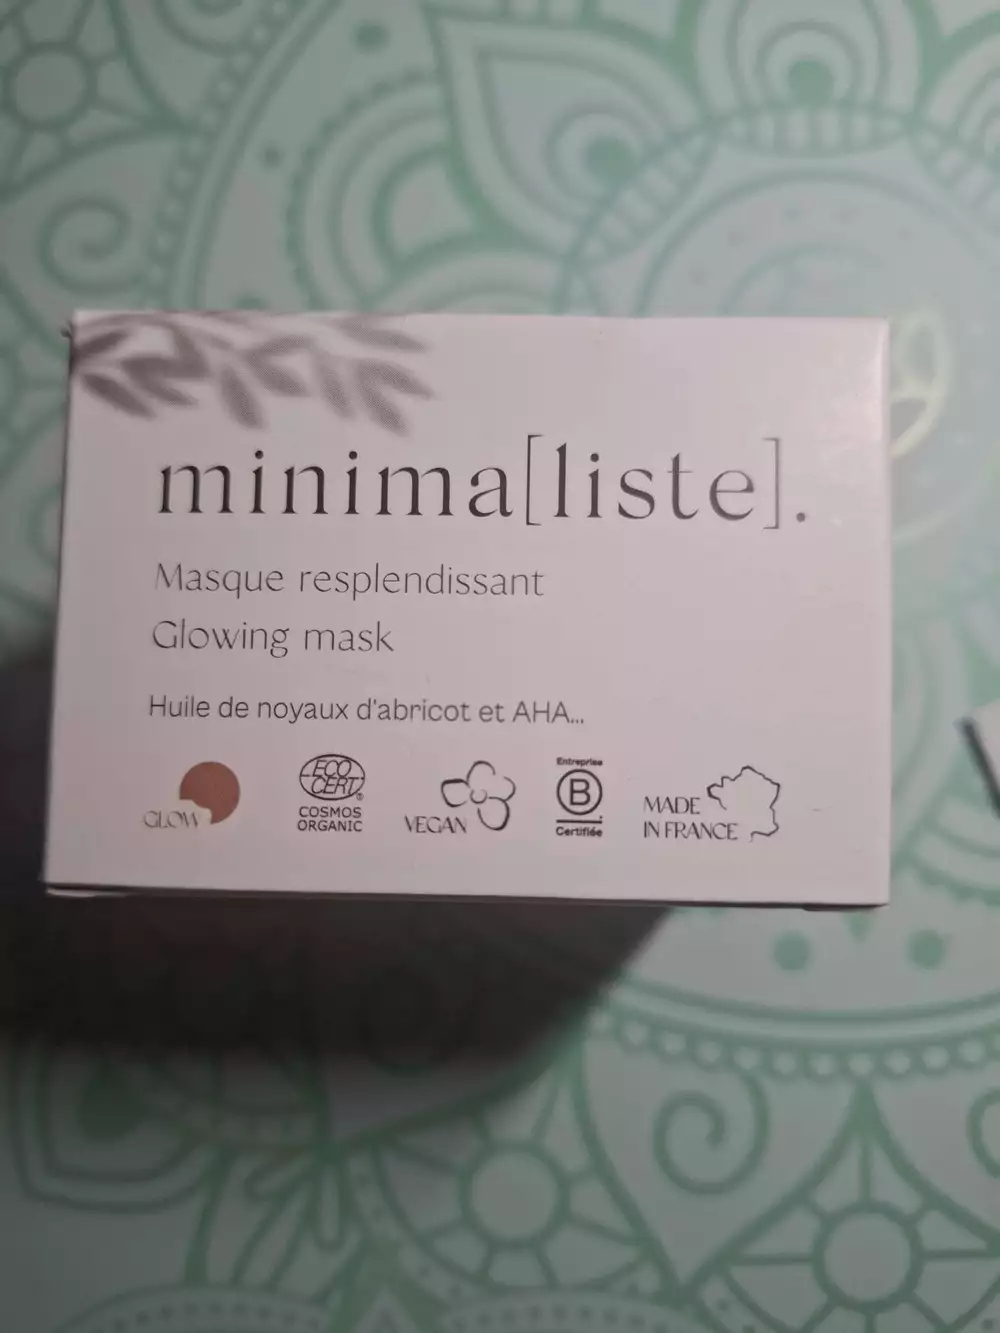 minima[liste].
Masque resplendissant
Glowing mask
Huile de noyaux d'abricot et AHA...
GLOW
ECO
CERT®
COSMOS
ORGANIC
VEGAN
Entreprise
B
Certifiée
MADE
IN FRANCE